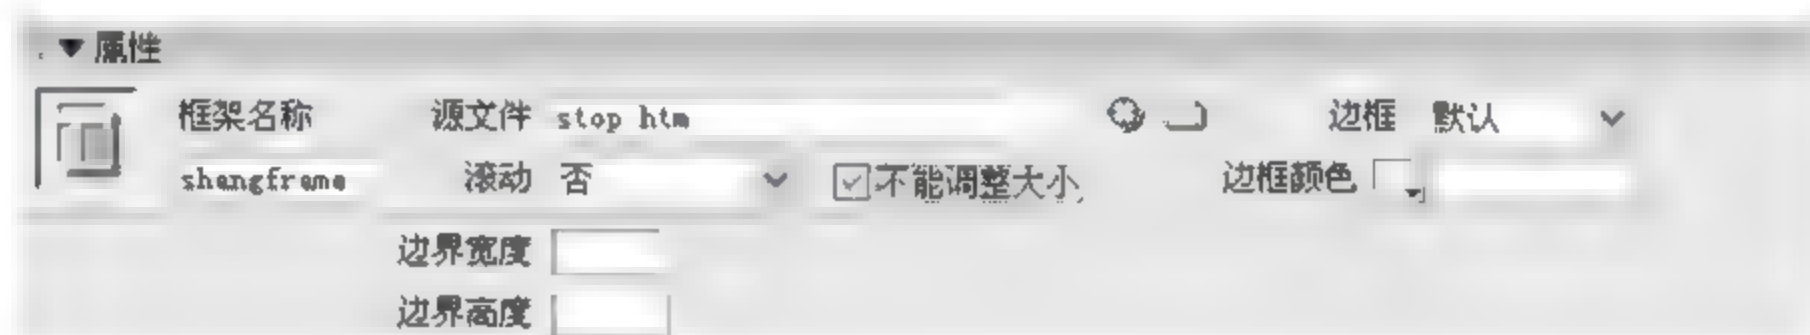 属性
框架名称 源文件 stop htm 边框 默认
shangframe 滚动 否 不能调整大小 边框颜色
边界宽度
边界高度